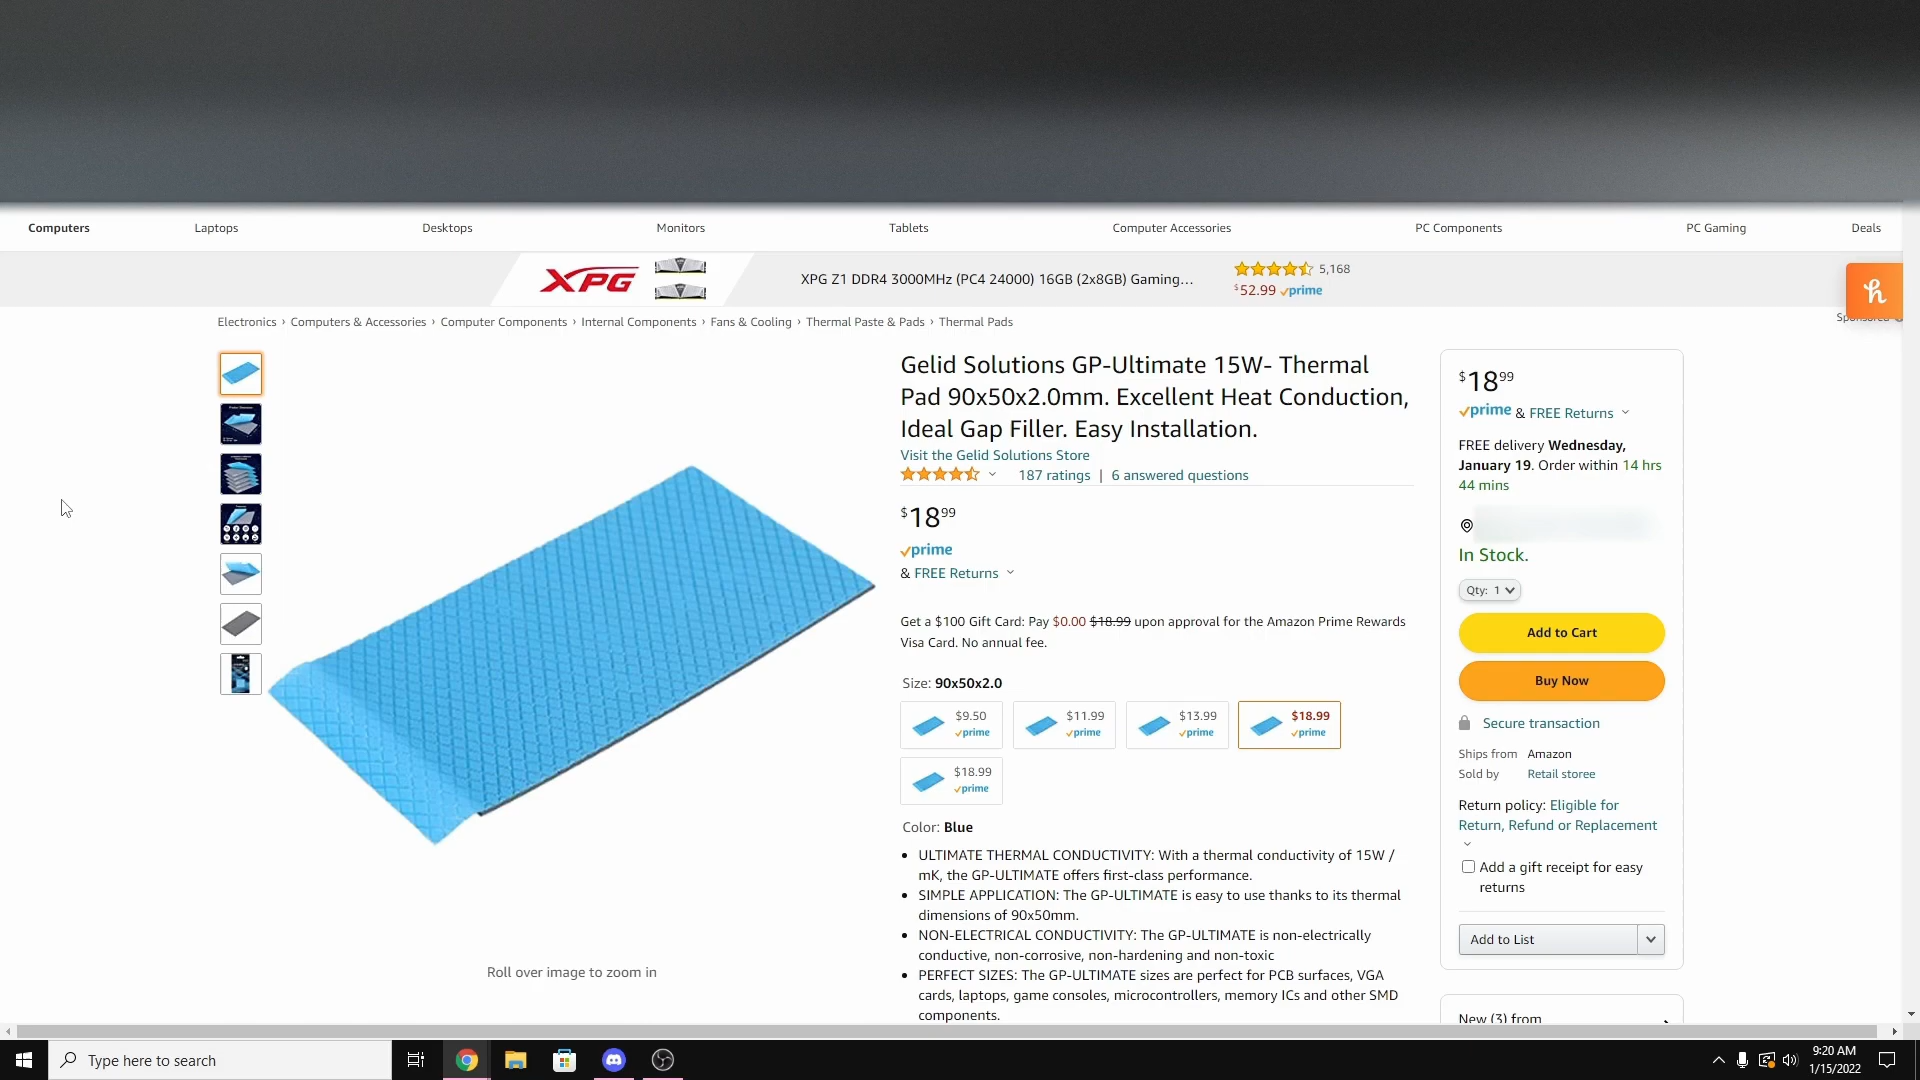 Computers Laptops Desktops Monitors Tablets Computer Accessories PC Components PC Gaming Deals
XPG
XPG Z1 DDR4 3000MHz (PC4 24000) 16GB (2x8GB) Gaming...
5,168
$52.99 prime
Sponsored
Electronics › Computers & Accessories › Computer Components › Internal Components › Fans & Cooling › Thermal Paste & Pads › Thermal Pads
Gelid Solutions GP-Ultimate 15W- Thermal
Pad 90x50x2.0mm. Excellent Heat Conduction,
Ideal Gap Filler. Easy Installation.
Visit the Gelid Solutions Store
187 ratings | 6 answered questions
$1899
prime
& FREE Returns
Get a $100 Gift Card: Pay $0.00 $18.99 upon approval for the Amazon Prime Rewards
Visa Card. No annual fee.
Size: 90x50x2.0
$9.50 $11.99 $13.99 $18.99
prime prime prime prime
$18.99
prime
Color: Blue
• ULTIMATE THERMAL CONDUCTIVITY: With a thermal conductivity of 15W /
mK, the GP-ULTIMATE offers first-class performance.
• SIMPLE APPLICATION: The GP-ULTIMATE is easy to use thanks to its thermal
dimensions of 90x50mm.
• NON-ELECTRICAL CONDUCTIVITY: The GP-ULTIMATE is non-electrically
conductive, non-corrosive, non-hardening and non-toxic
• PERFECT SIZES: The GP-ULTIMATE sizes are perfect for PCB surfaces, VGA
cards, laptops, game consoles, microcontrollers, memory ICs and other SMD
components.
Roll over image to zoom in
$1899
prime & FREE Returns
FREE delivery Wednesday,
January 19. Order within 14 hrs
44 mins
In Stock.
Qty: 1
Add to Cart
Buy Now
Secure transaction
Ships from Amazon
Sold by Retail storee
Return policy: Eligible for
Return, Refund or Replacement
Add a gift receipt for easy
returns
Add to List
New (3) from
Type here to search
9:20 AM
1/15/2022